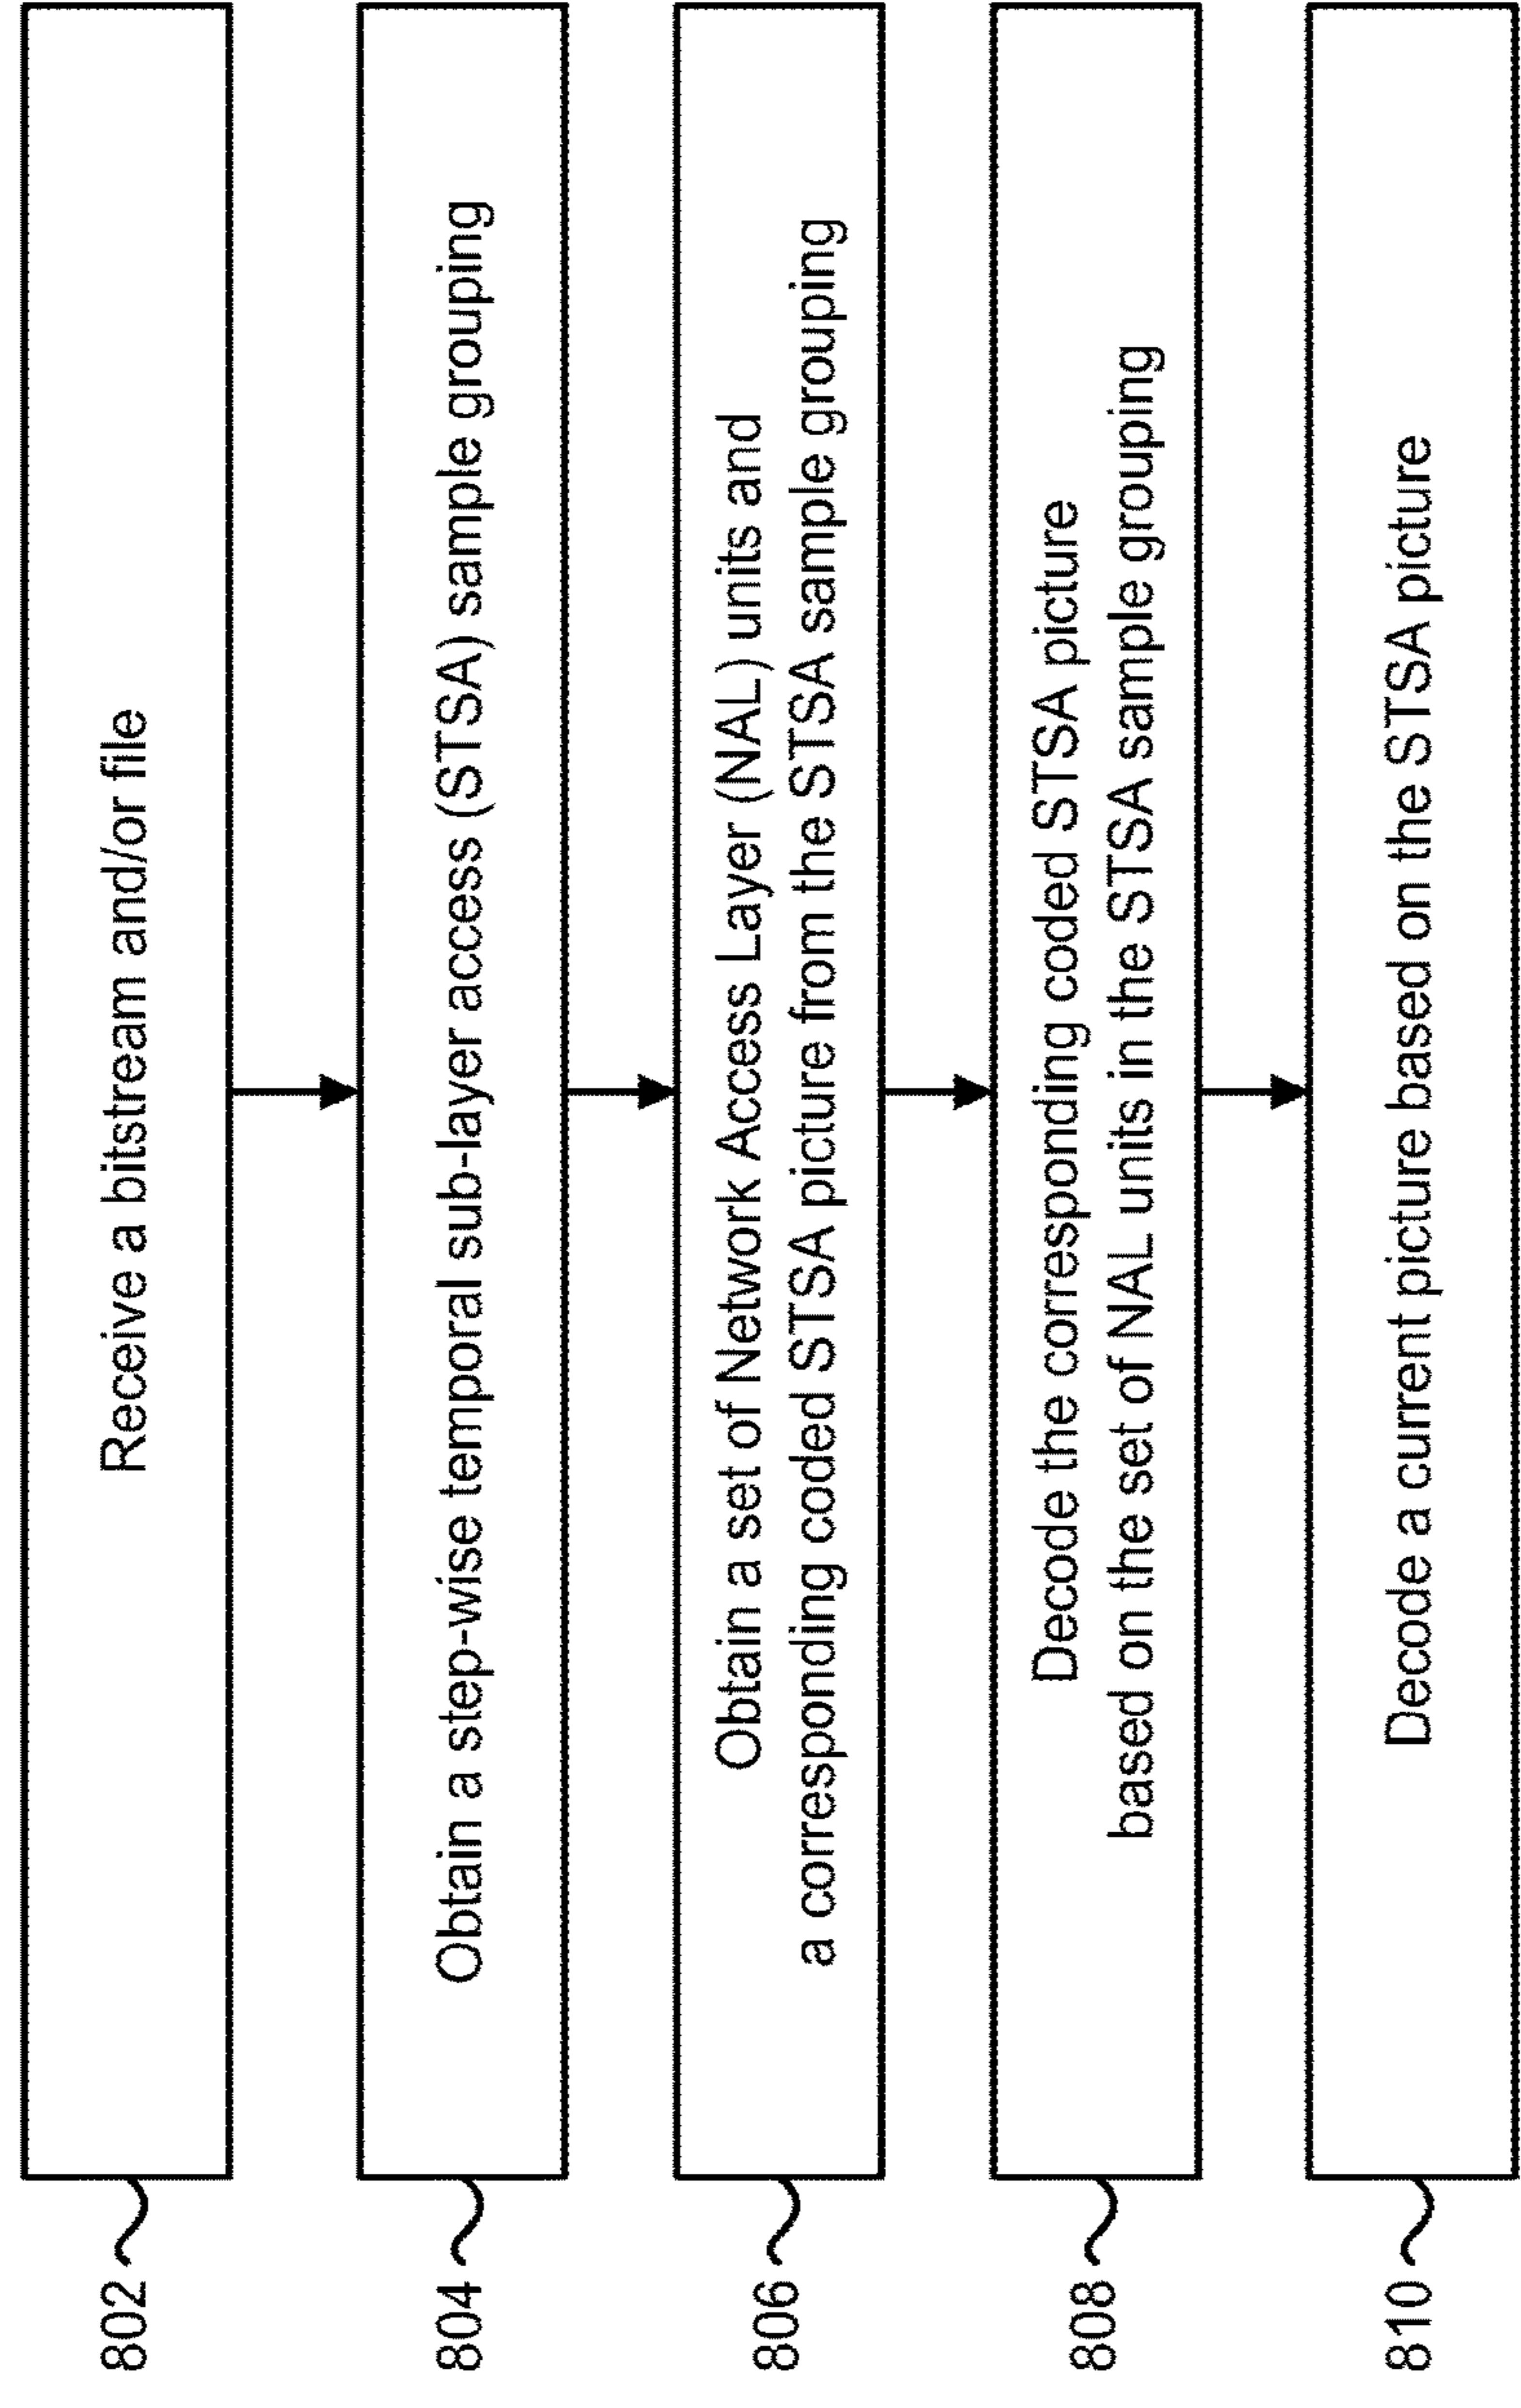 802
Receive a bitstream and/or file
804
Obtain a step-wise temporal sub-layer access (STSA) sample grouping
806
Obtain a set of Network Access Layer (NAL) units and
a corresponding coded STSA picture from the STSA sample grouping
808
Decode the corresponding coded STSA picture
based on the set of NAL units in the STSA sample grouping
810
Decode a current picture based on the STSA picture